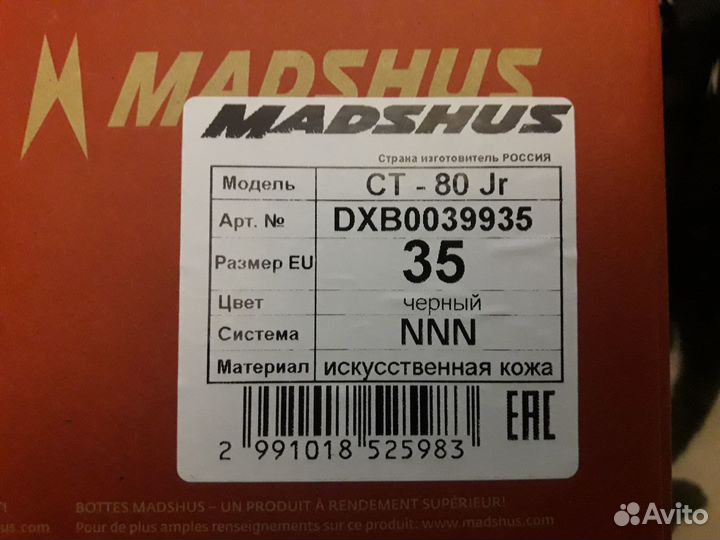 MADSHUS
MADSHUS
Страна изготовитель РОССИЯ
Модель CT - 80 Jr
Арт. № DXB0039935
Размер EU 35
Цвет черный
Система NNN
Материал искусственная кожа
2 991018 525983
EAC
BOTTES MADSHUS – UN PRODUIT À RENDEMENT SUPÉRIEUR!
us.com Pour de plus amples renseignements sur ce produit: www.madshus.com
Avito